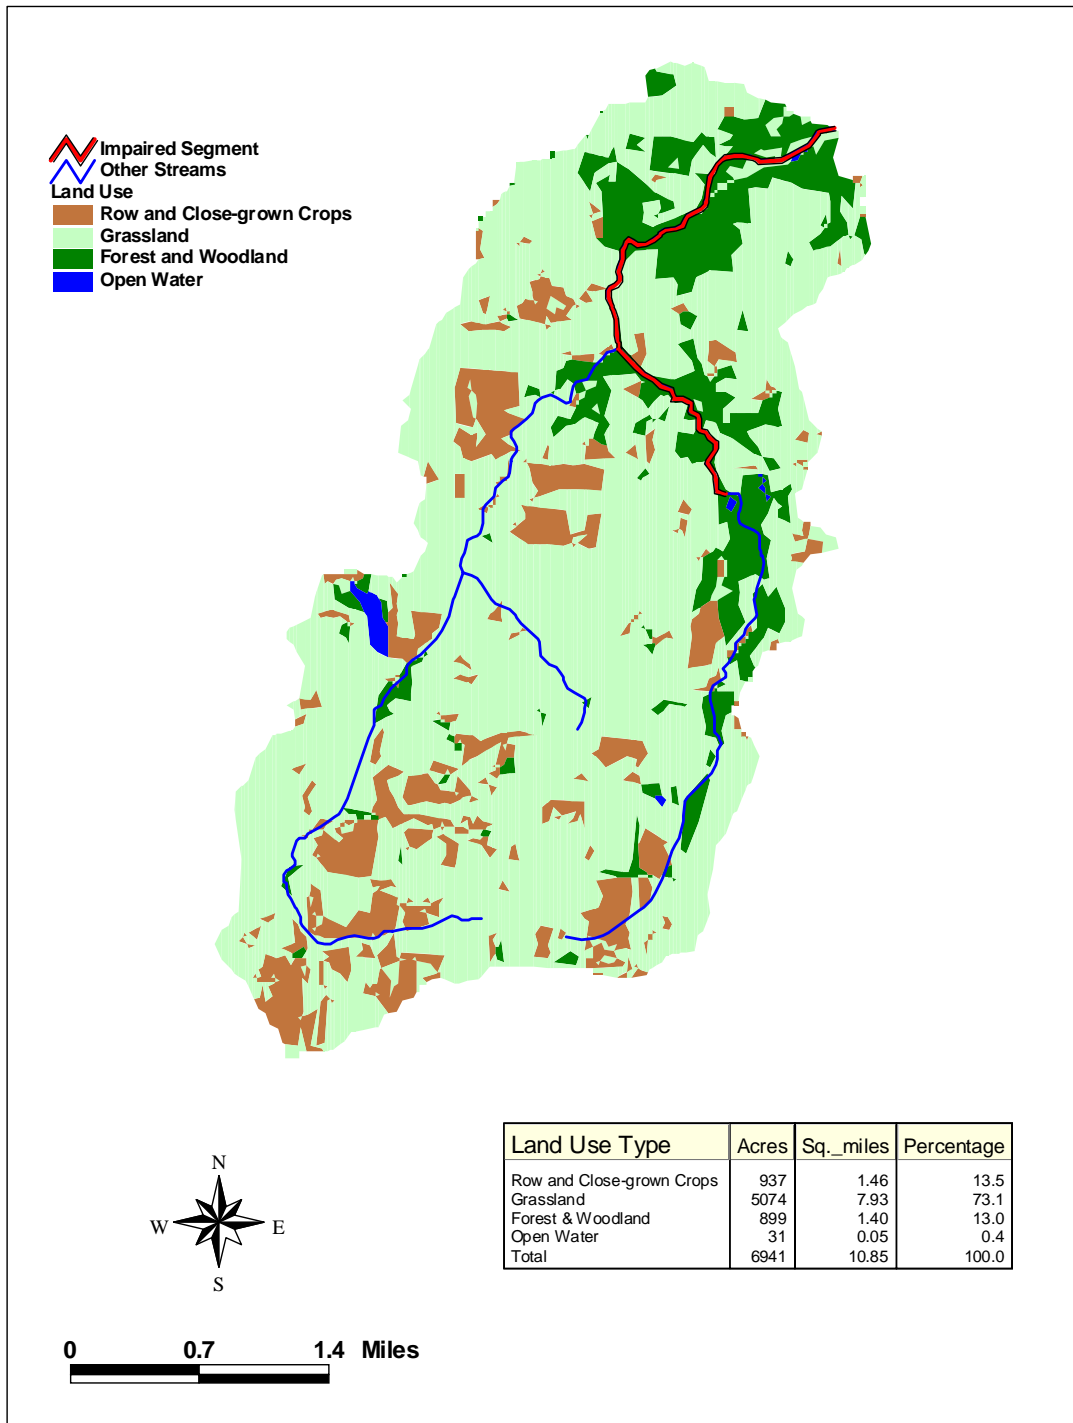 Impaired Segment
Other Streams
Land Use
Row and Close-grown Crops
Grassland
Forest and Woodland
Open Water
Land Use Type Acres Sq._miles Percentage
Row and Close-grown Crops 937 1.46 13.5
Grassland 5074 7.93 73.1
Forest & Woodland 899 1.40 13.0
Open Water 31 0.05 0.4
Total 6941 10.85 100.0
N
W E
S
0 0.7 1.4 Miles